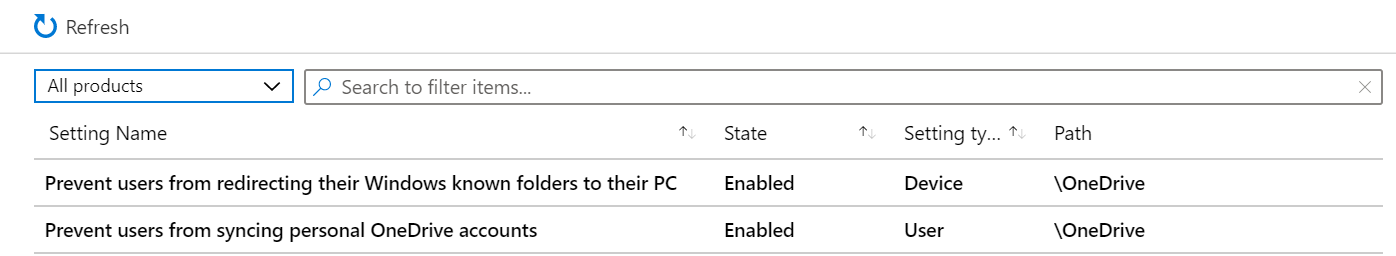 Refresh
All products Search to filter items...
Setting Name State Setting ty... Path
Prevent users from redirecting their Windows known folders to their PC Enabled Device \OneDrive
Prevent users from syncing personal OneDrive accounts Enabled User \OneDrive